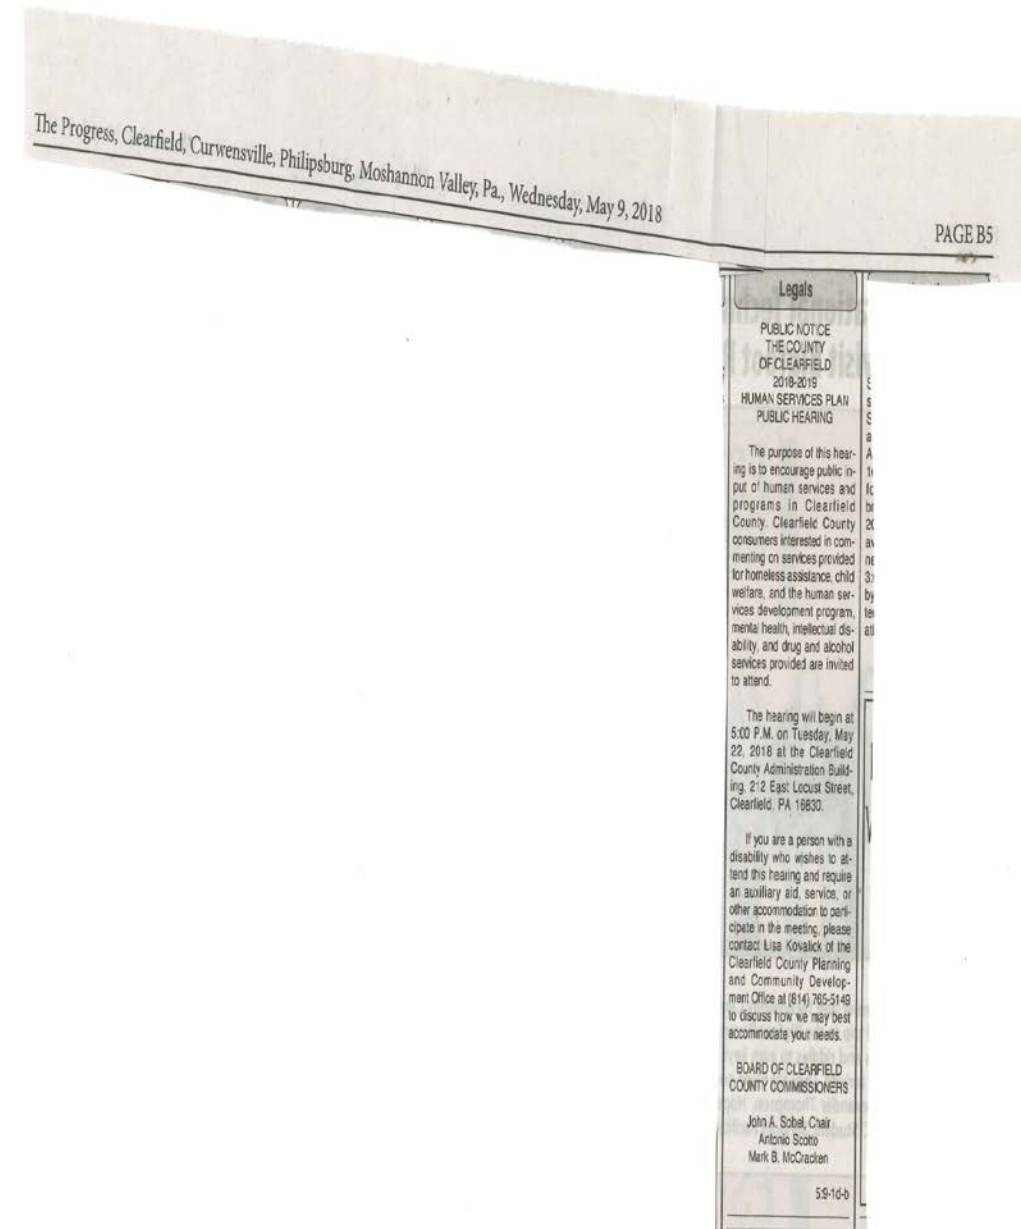 The Progress, Clearfield, Curwensville, Philipsburg, Moshannon Valley, Pa., Wednesday, May 9, 2018
PAGE B5
Legals
PUBLIC NOTICE
THE COUNTY
OF CLEARFIELD
2018-2019
HUMAN SERVICES PLAN
PUBLIC HEARING
The purpose of this hear-
ing is to encourage public in-
put of human services and
programs in Clearfield
County. Clearfield County
consumers interested in com-
menting on services provided
for homeless assistance, child
welfare, and the human ser-
vices development program,
mental health, intellectual dis-
ability, and drug and alcohol
services provided are invited
to attend.
The hearing will begin at
5:00 P.M. on Tuesday, May
22, 2018 at the Clearfield
County Administration Build-
ing, 212 East Locust Street,
Clearfield, PA 16830.
If you are a person with a
disability who wishes to at-
tend this hearing and require
an auxiliary aid, service, or
other accommodation to parti-
cipate in the meeting, please
contact Lisa Kovalick of the
Clearfield County Planning
and Community Develop-
ment Office at (814) 765-5149
to discuss how we may best
accommodate your needs.
BOARD OF CLEARFIELD
COUNTY COMMISSIONERS
John A. Sobel, Chair
Antonio Scotto
Mark B. McCracken
5:9-1d-b